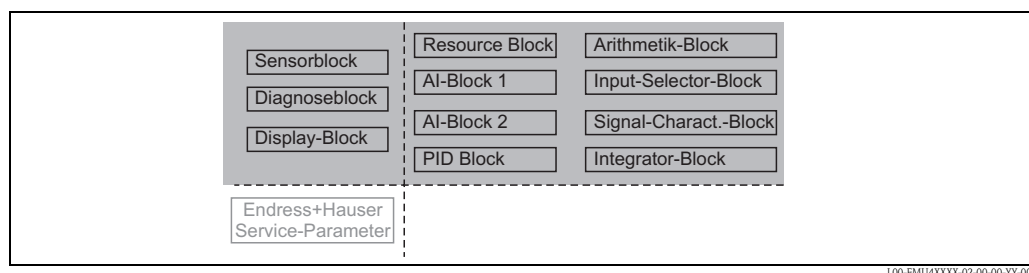 Sensorblock
Diagnoseblock
Display-Block
Resource Block
AI-Block 1
AI-Block 2
PID Block
Arithmetik-Block
Input-Selector-Block
Signal-Charact.-Block
Integrator-Block
Endress+Hauser
Service-Parameter